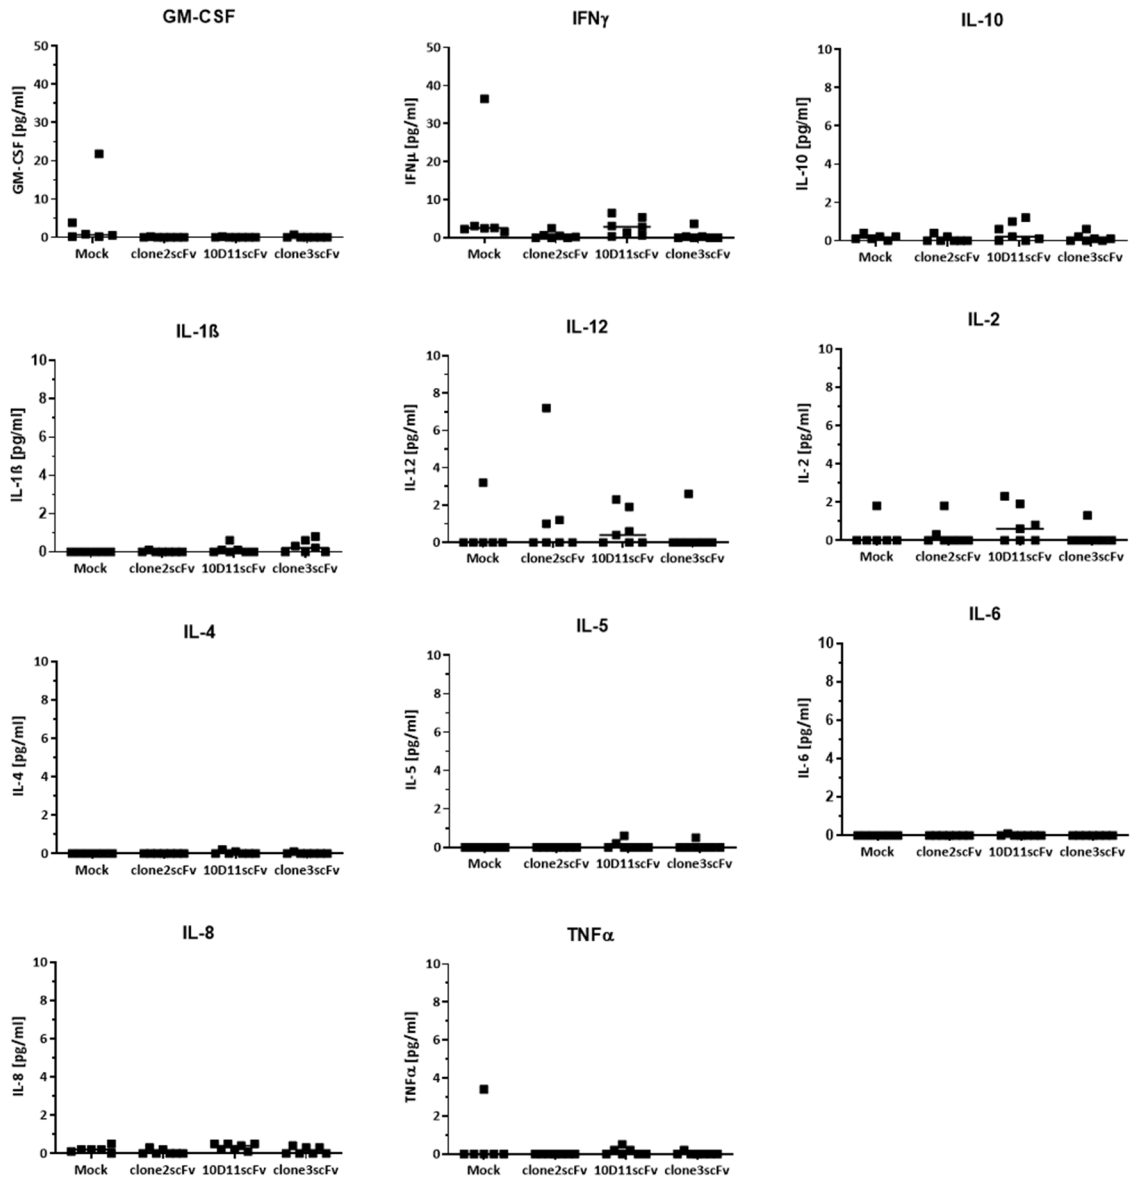 GM-CSF
GM-CSF [pg/ml]
50
40
30
20
10
0
Mock clone2scFv 10D11scFv clone3scFv
IFNγ
IFNμ [pg/ml]
50
40
30
20
10
0
Mock clone2scFv 10D11scFv clone3scFv
IL-10
IL-10 [pg/ml]
10
8
6
4
2
0
Mock clone2scFv 10D11scFv clone3scFv
IL-1ß
IL-1ß [pg/ml]
10
8
6
4
2
0
Mock clone2scFv 10D11scFv clone3scFv
IL-12
IL-12 [pg/ml]
10
8
6
4
2
0
Mock clone2scFv 10D11scFv clone3scFv
IL-2
IL-2 [pg/ml]
10
8
6
4
2
0
Mock clone2scFv 10D11scFv clone3scFv
IL-4
IL-4 [pg/ml]
10
8
6
4
2
0
Mock clone2scFv 10D11scFv clone3scFv
IL-5
IL-5 [pg/ml]
10
8
6
4
2
0
Mock clone2scFv 10D11scFv clone3scFv
IL-6
IL-6 [pg/ml]
10
8
6
4
2
0
Mock clone2scFv 10D11scFv clone3scFv
IL-8
IL-8 [pg/ml]
10
8
6
4
2
0
Mock clone2scFv 10D11scFv clone3scFv
TNFα
TNFα [pg/ml]
10
8
6
4
2
0
Mock clone2scFv 10D11scFv clone3scFv